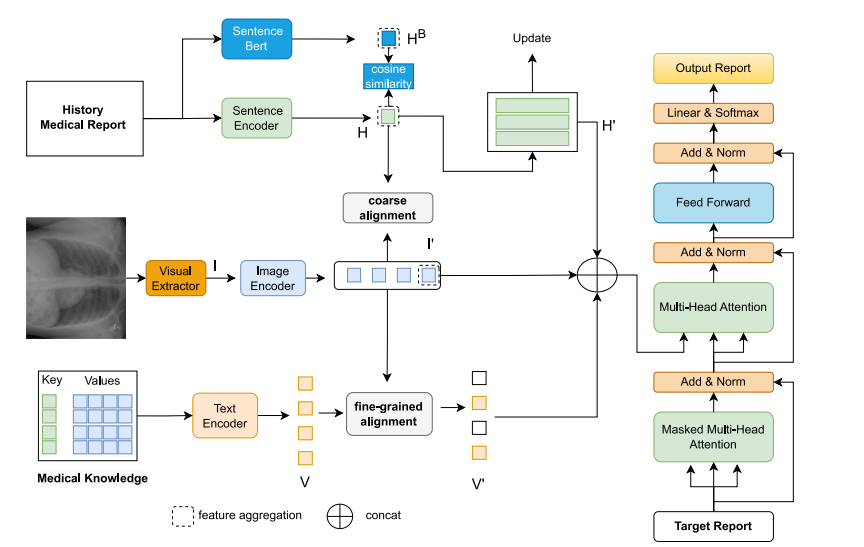 Sentence
Bert
H^B
cosine
similarity
Update
History
Medical Report
Sentence
Encoder
H
H'
coarse
alignment
Visual
Extractor
I
Image
Encoder
I'
Key
Values
Text
Encoder
fine-grained
alignment
Medical Knowledge
V
V'
feature aggregation
concat
Output Report
Linear & Softmax
Add & Norm
Feed Forward
Add & Norm
Multi-Head Attention
Add & Norm
Masked Multi-Head
Attention
Target Report